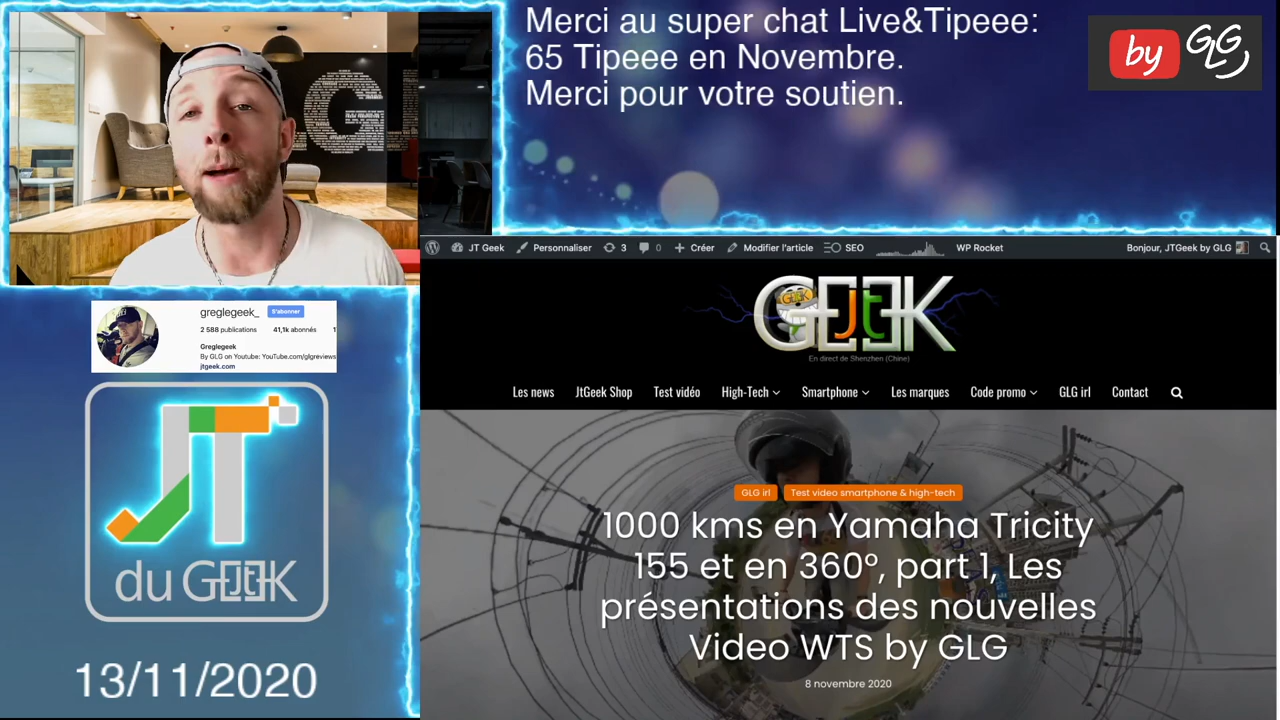 Merci au super chat Live&Tipeee:
65 Tipeee en Novembre.
Merci pour votre soutien.
by GLG
greglegeek_ S'abonner
2 588 publications 41,1k abonnés 1
Greglegeek
By GLG on Youtube: YouTube.com/glgreviews
jtgeek.com
JT
du GEEK
13/11/2020
JT Geek Personnaliser 3 0 Créer Modifier l'article SEO WP Rocket Bonjour, JTGeek by GLG
GEEK Jt
En direct de Shenzhen (Chine)
Les news JtGeek Shop Test vidéo High-Tech Smartphone Les marques Code promo GLG irl Contact
GLG irl Test video smartphone & high-tech
1000 kms en Yamaha Tricity
155 et en 360°, part 1, Les
présentations des nouvelles
Video WTS by GLG
8 novembre 2020